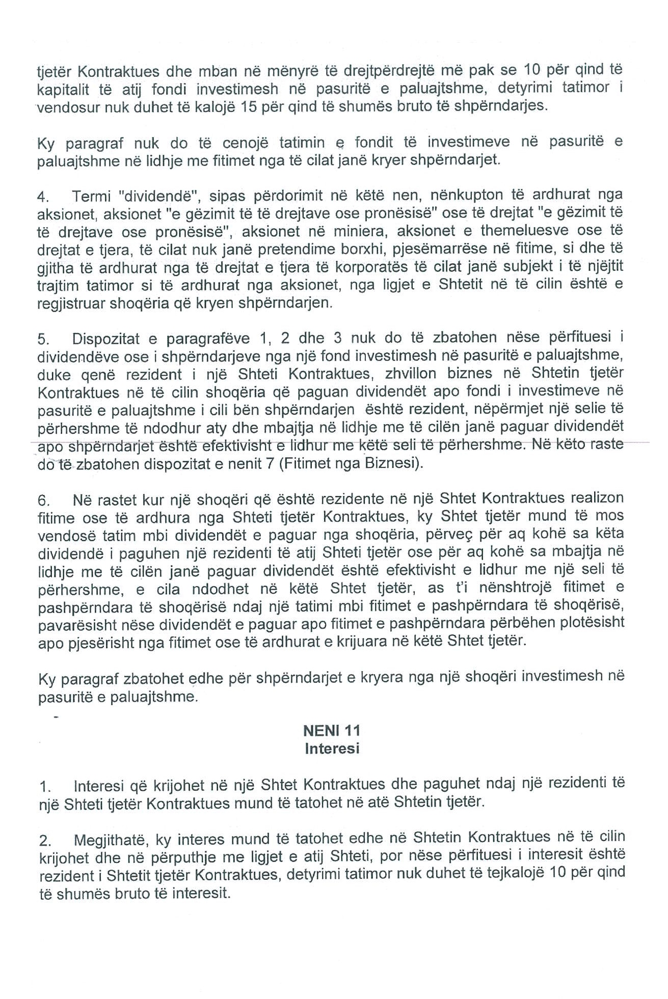 tjetër Kontraktues dhe mban në mënyrë të drejtpërdrejtë më pak se 10 për qind të
kapitalit të atij fondi investimesh në pasuritë e paluajtshme, detyrimi tatimor i
vendosur nuk duhet të kalojë 15 për qind të shumës bruto të shpërndarjes.

Ky paragraf nuk do të cenojë tatimin e fondit të investimeve në pasuritë e
paluajtshme në lidhje me fitimet nga të cilat janë kryer shpërndarjet.

4. Termi "dividendë", sipas përdorimit në këtë nen, nënkupton të ardhurat nga
aksionet, aksionet "e gëzimit të të drejtave ose pronësisë" ose të drejtat "e gëzimit të
të drejtave ose pronësisë", aksionet në miniera, aksionet e themeluesve ose të
drejtat e tjera, të cilat nuk janë pretendime borxhi, pjesëmarrëse në fitime, si dhe të
gjitha të ardhurat nga të drejtat e tjera të korporatës të cilat janë subjekt i të njëjtit
trajtim tatimor si të ardhurat nga aksionet, nga ligjet e Shtetit në të cilin është e
regjistruar shoqëria që kryen shpërndarjen.

5. Dispozitat e paragrafëve 1, 2 dhe 3 nuk do të zbatohen nëse përfituesi i
dividendëve ose i shpërndarjeve nga një fond investimesh në pasuritë e paluajtshme,
duke qenë rezident i një Shteti Kontraktues, zhvillon biznes në Shtetin tjetër
Kontraktues në të cilin shoqëria që paguan dividendët apo fondi i investimeve në
pasuritë e paluajtshme i cili bën shpërndarjen është rezident, nëpërmjet një selie të
përhershme të ndodhur aty dhe mbajtja në lidhje me të cilën janë paguar dividendët
apo shpërndarjet është efektivisht e lidhur me këtë seli të përhershme. Në këto raste
do të zbatohen dispozitat e nenit 7 (Fitimet nga Biznesi).

6. Në rastet kur një shoqëri që është rezidente në një Shtet Kontraktues realizon
fitime ose të ardhura nga Shteti tjetër Kontraktues, ky Shtet tjetër mund të mos
vendosë tatim mbi dividendët e paguar nga shoqëria, përveç për aq kohë sa këta
dividendë i paguhen një rezidenti të atij Shteti tjetër ose për aq kohë sa mbajtja në
lidhje me të cilën janë paguar dividendët është efektivisht e lidhur me një seli të
përhershme, e cila ndodhet në këtë Shtet tjetër, as t'i nënshtrojë fitimet e
pashpërndara të shoqërisë ndaj një tatimi mbi fitimet e pashpërndara të shoqërisë,
pavarësisht nëse dividendët e paguar apo fitimet e pashpërndara përbëhen plotësisht
apo pjesërisht nga fitimet ose të ardhurat e krijuara në këtë Shtet tjetër.

Ky paragraf zbatohet edhe për shpërndarjet e kryera nga një shoqëri investimesh në
pasuritë e paluajtshme.

NENI 11
Interesi

1. Interesi që krijohet në një Shtet Kontraktues dhe paguhet ndaj një rezidenti të
një Shteti tjetër Kontraktues mund të tatohet në atë Shtetin tjetër.

2. Megjithatë, ky interes mund të tatohet edhe në Shtetin Kontraktues në të cilin
krijohet dhe në përputhje me ligjet e atij Shteti, por nëse përfituesi i interesit është
rezident i Shtetit tjetër Kontraktues, detyrimi tatimor nuk duhet të tejkalojë 10 për qind
të shumës bruto të interesit.